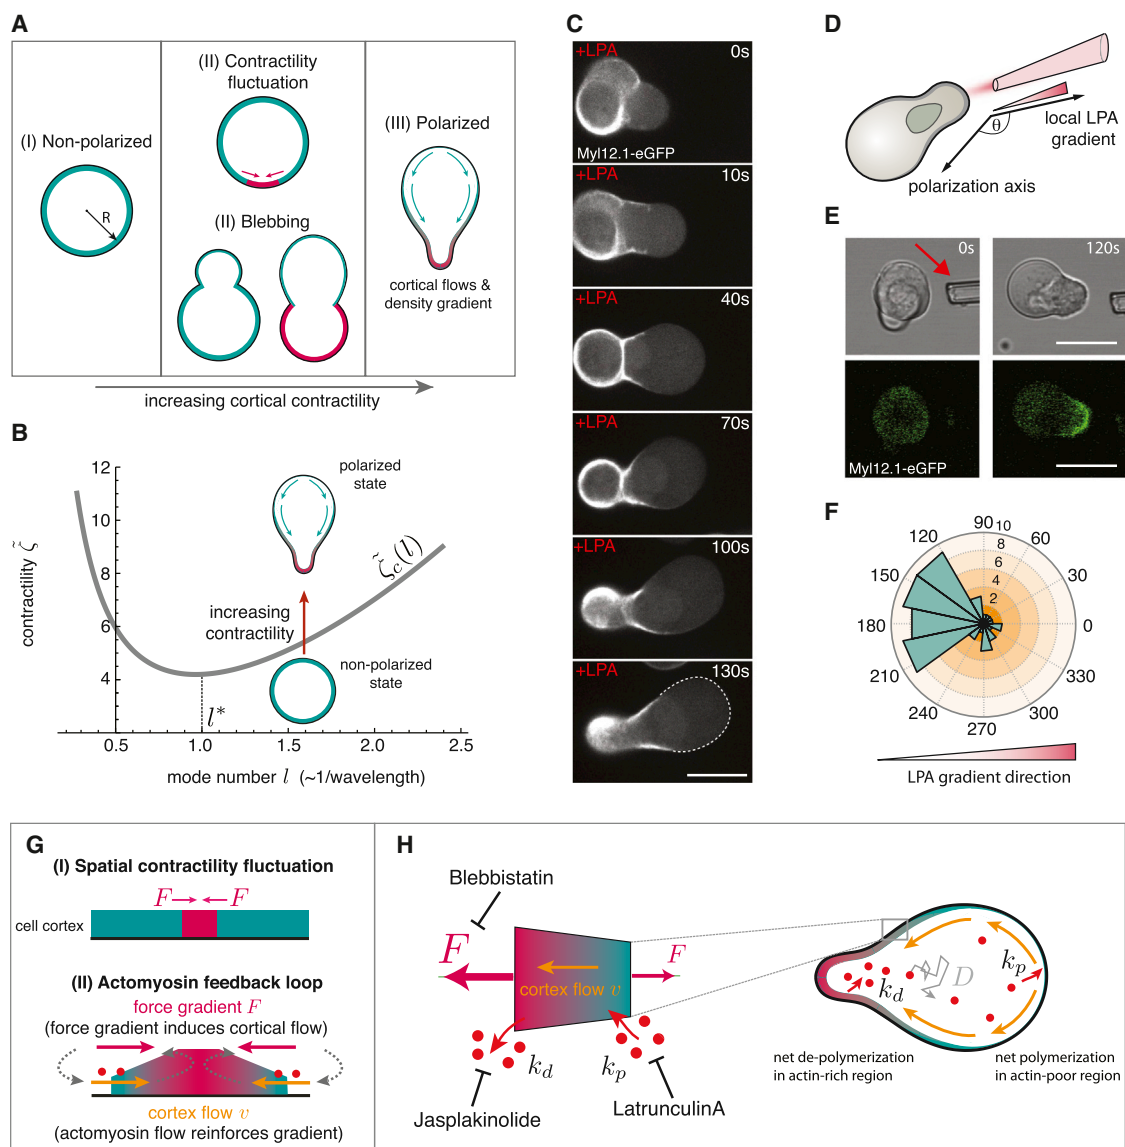 A
(I) Non-polarized
R
(II) Contractility
fluctuation
(II) Blebbing
(III) Polarized
cortical flows &
density gradient
increasing cortical contractility
B
contractility ζ̃
12
10
8
6
4
0.5
1.0
1.5
2.0
2.5
l*
ζ̃c(l)
polarized
state
increasing
contractility
non-polarized
state
mode number l (~1/wavelength)
C
+LPA 0s
Myl12.1-eGFP
+LPA 10s
+LPA 40s
+LPA 70s
+LPA 100s
+LPA 130s
D
θ
local LPA
gradient
polarization axis
E
0s
120s
Myl12.1-eGFP
F
90
60
30
0
330
300
270
240
210
180
150
120
10
8
6
4
2
LPA gradient direction
G
(I) Spatial contractility fluctuation
F F
cell cortex
(II) Actomyosin feedback loop
force gradient F
(force gradient induces cortical flow)
cortex flow v
(actomyosin flow reinforces gradient)
H
Blebbistatin
F
F
cortex flow v
kd
kp
Jasplakinolide
LatrunculinA
kd
D
kp
net de-polymerization
in actin-rich region
net polymerization
in actin-poor region